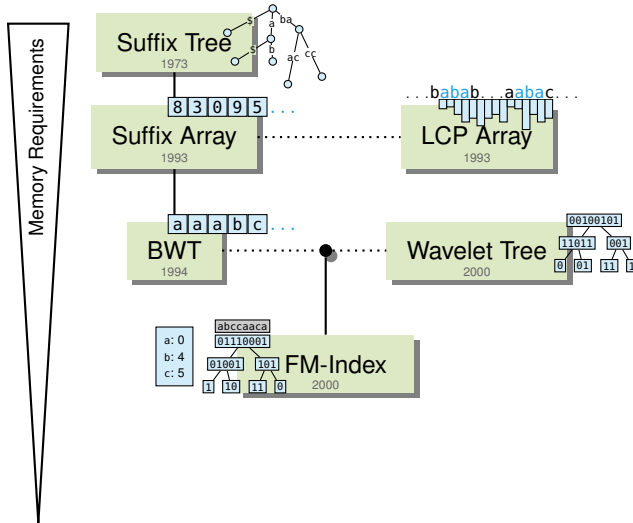 Memory Requirements
Suffix Tree
1973
$ a ba
$ b ac cc
8 3 0 9 5 ...
Suffix Array
1993
...babab...aabac...
LCP Array
1993
a a a b c ...
BWT
1994
Wavelet Tree
2000
00100101
11011 001
0 01 11 1
a: 0
b: 4
c: 5
abccaaca
01110001
01001 101
1 10 11 0
FM-Index
2000